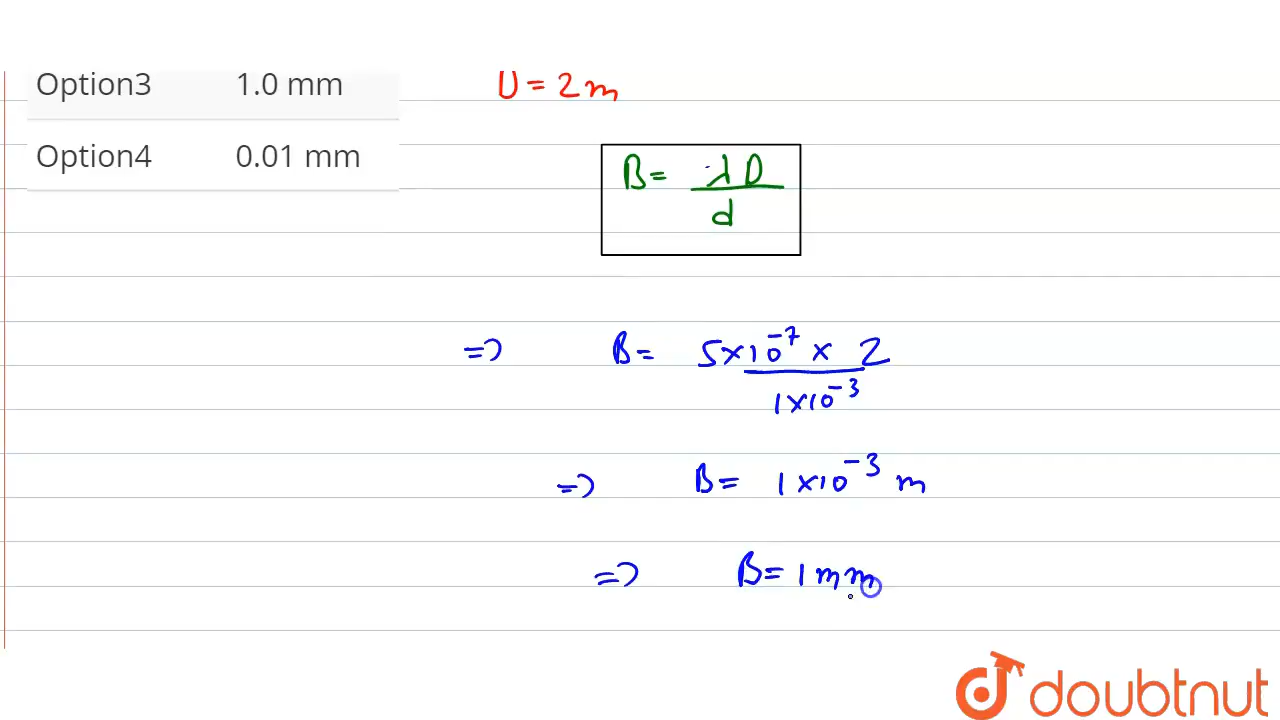 Option3 1.0 mm
D = 2 m
Option4 0.01 mm
B = λD
d
=> B = 5×10⁻⁷ × 2
1×10⁻³
=> B = 1×10⁻³ m
=> B = 1 mm
doubtnut